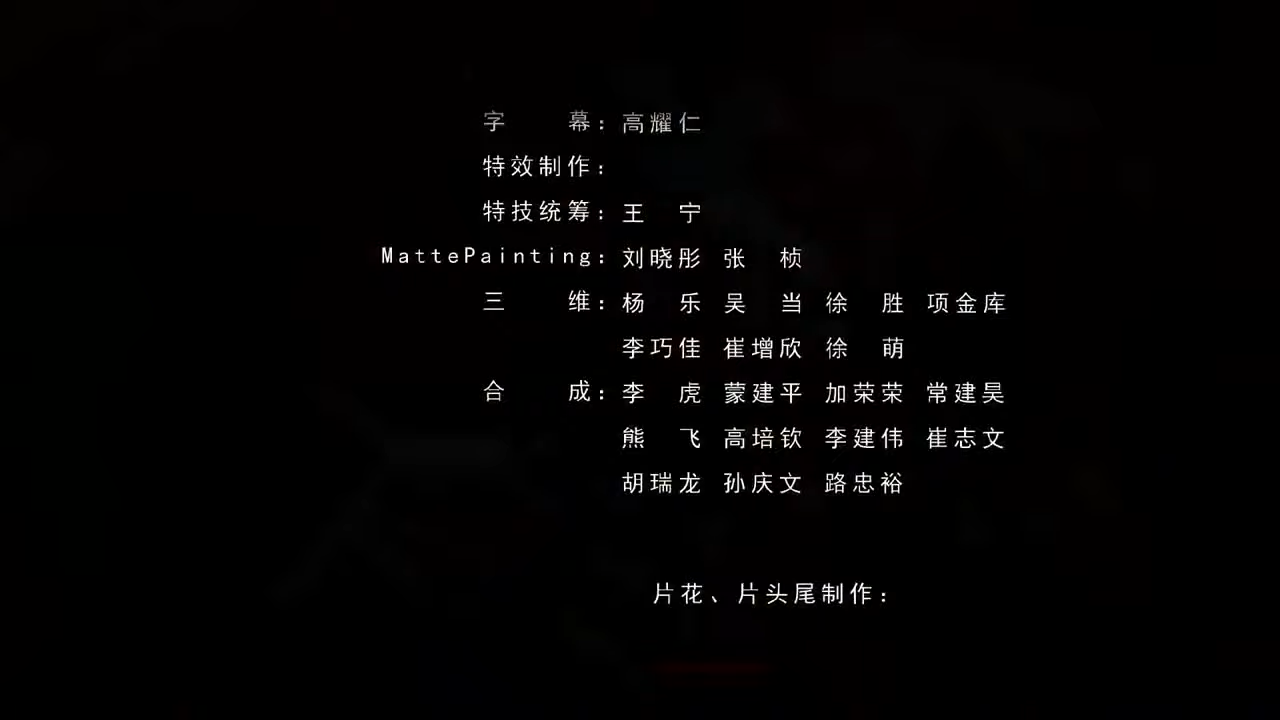 字　　幕：高耀仁
特效制作：
特技统筹：王　宁
MattePainting：刘晓彤 张　桢
三　　维：杨　乐 吴　当 徐　胜 项金库
李巧佳 崔增欣 徐　萌
合　　成：李　虎 蒙建平 加荣荣 常建昊
熊　飞 高培钦 李建伟 崔志文
胡瑞龙 孙庆文 路忠裕
片花、片头尾制作：